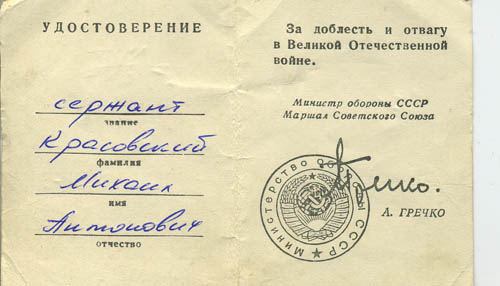 УДОСТОВЕРЕНИЕ
сержант
звание
Красовский
фамилия
Михаил
имя
Антонович
отчество
За доблесть и отвагу
в Великой Отечественной
войне.
Министр обороны СССР
Маршал Советского Союза
Гречко.
А. ГРЕЧКО
Министерство Обороны
СССР